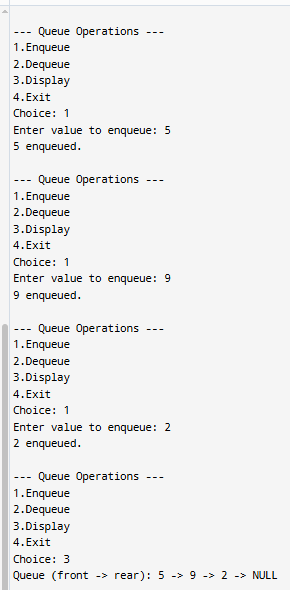 --- Queue Operations ---
1.Enqueue
2.Dequeue
3.Display
4.Exit
Choice: 1
Enter value to enqueue: 5
5 enqueued.
--- Queue Operations ---
1.Enqueue
2.Dequeue
3.Display
4.Exit
Choice: 1
Enter value to enqueue: 9
9 enqueued.
--- Queue Operations ---
1.Enqueue
2.Dequeue
3.Display
4.Exit
Choice: 1
Enter value to enqueue: 2
2 enqueued.
--- Queue Operations ---
1.Enqueue
2.Dequeue
3.Display
4.Exit
Choice: 3
Queue (front -> rear): 5 -> 9 -> 2 -> NULL